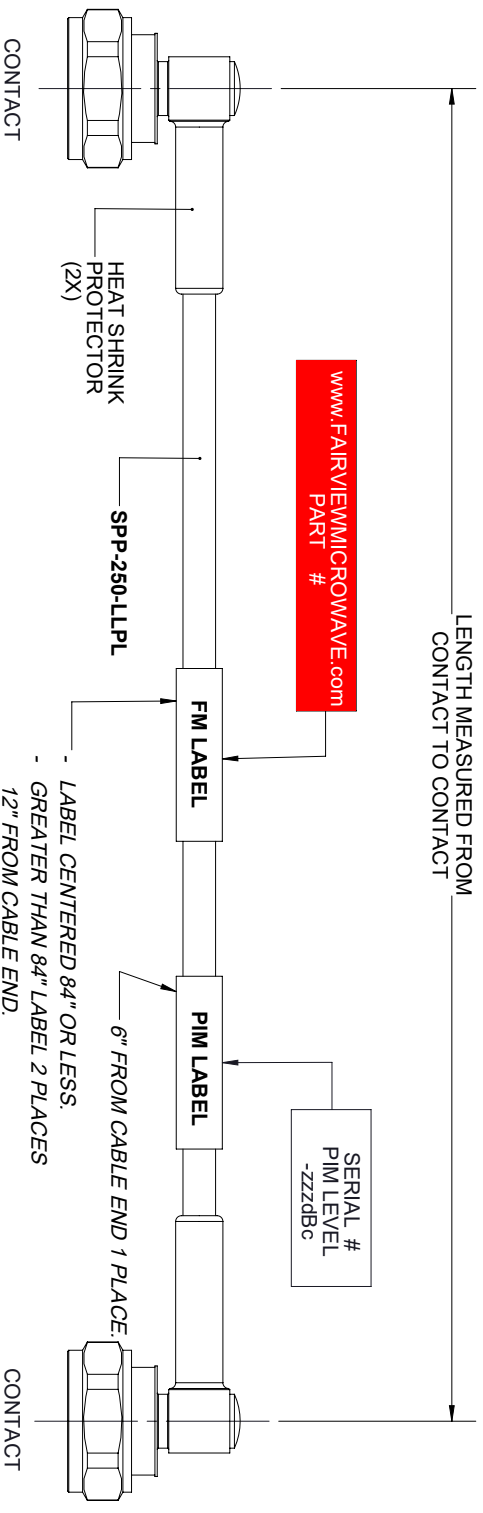 LENGTH MEASURED FROM
CONTACT TO CONTACT
www.FAIRVIEWMICROWAVE.com
PART #
SERIAL #
PIM LEVEL
-zzzdBc
HEAT SHRINK
PROTECTOR
(2X)
SPP-250-LLPL
FM LABEL
PIM LABEL
6" FROM CABLE END 1 PLACE.
- LABEL CENTERED 84" OR LESS.
- GREATER THAN 84" LABEL 2 PLACES
12" FROM CABLE END.
CONTACT
CONTACT